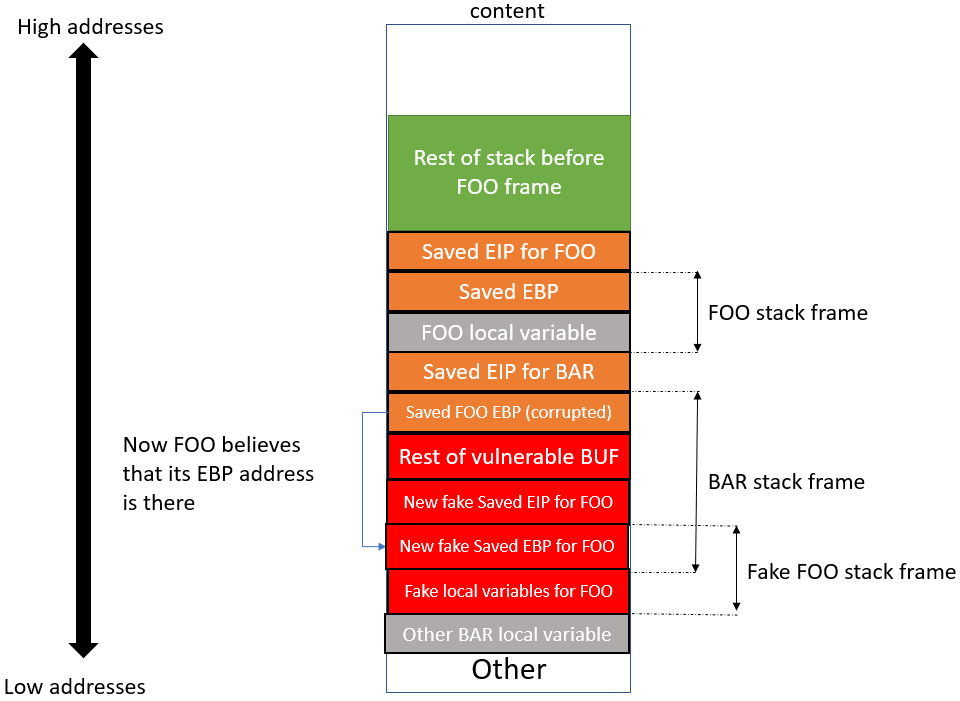 content
High addresses
Rest of stack before
FOO frame
Saved EIP for FOO
Saved EBP
FOO local variable
FOO stack frame
Saved EIP for BAR
Saved FOO EBP (corrupted)
Now FOO believes
that its EBP address
is there
Rest of vulnerable BUF
BAR stack frame
New fake Saved EIP for FOO
New fake Saved EBP for FOO
Fake FOO stack frame
Fake local variables for FOO
Other BAR local variable
Other
Low addresses